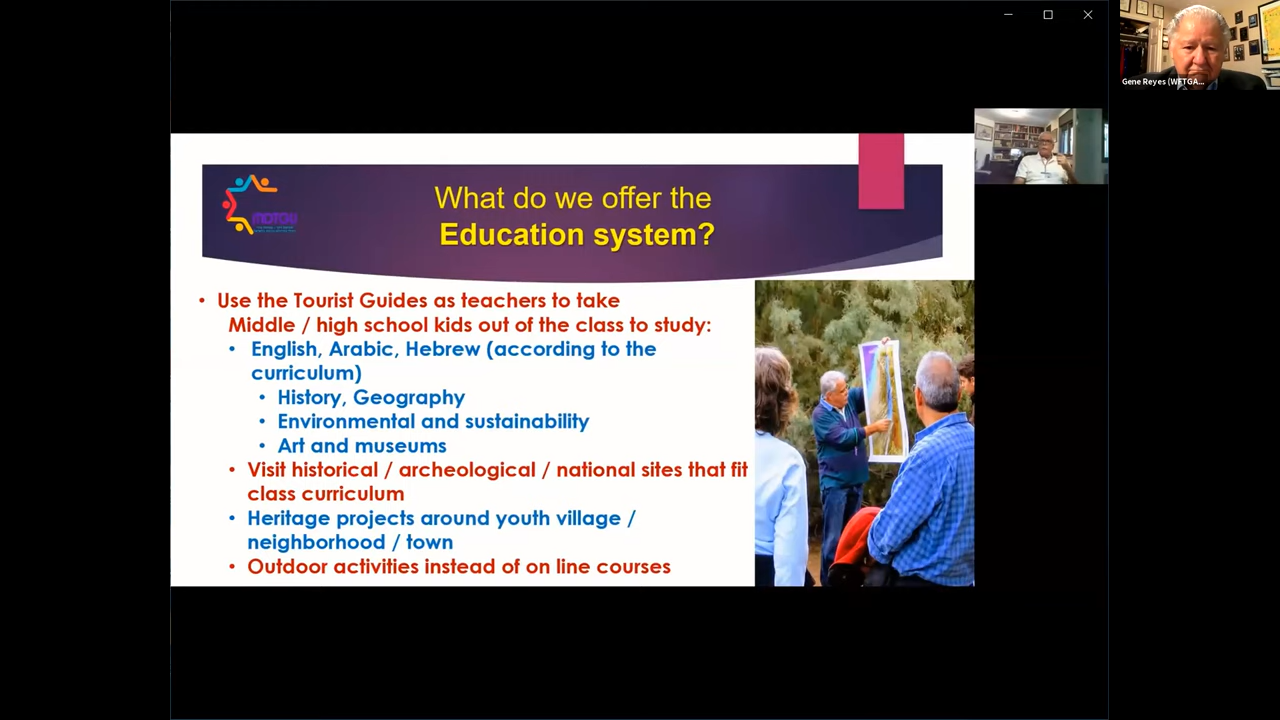 Gene Reyes (WFTGA...
What do we offer the
Education system?
• Use the Tourist Guides as teachers to take
Middle / high school kids out of the class to study:
• English, Arabic, Hebrew (according to the
curriculum)
• History, Geography
• Environmental and sustainability
• Art and museums
• Visit historical / archeological / national sites that fit
class curriculum
• Heritage projects around youth village /
neighborhood / town
• Outdoor activities instead of on line courses